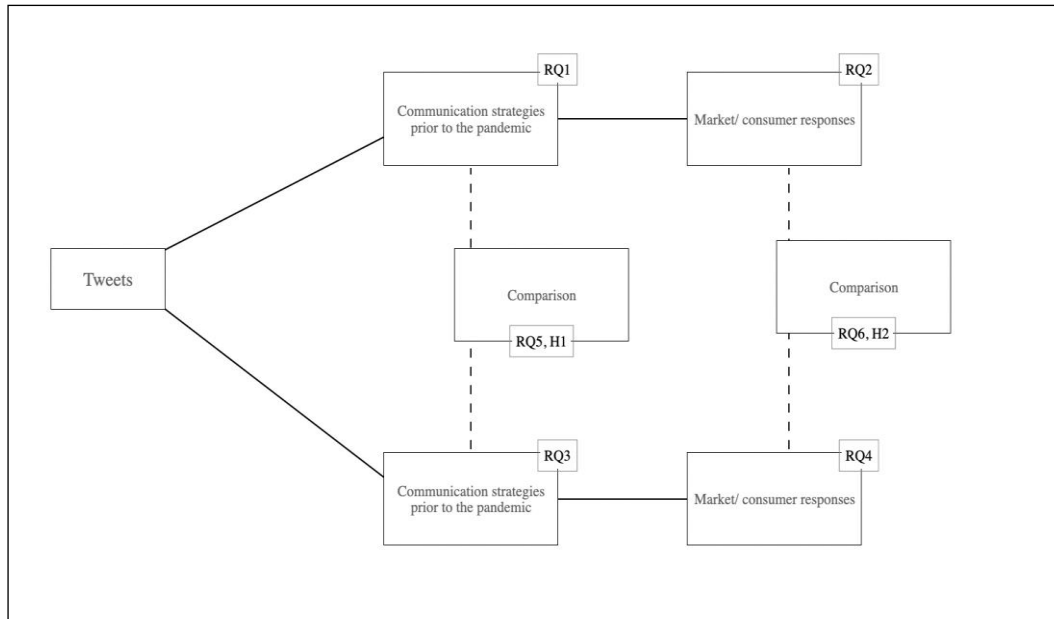 RQ1
Communication strategies
prior to the pandemic
RQ2
Market/ consumer responses
Tweets
Comparison
RQ5, H1
Comparison
RQ6, H2
RQ3
Communication strategies
prior to the pandemic
RQ4
Market/ consumer responses